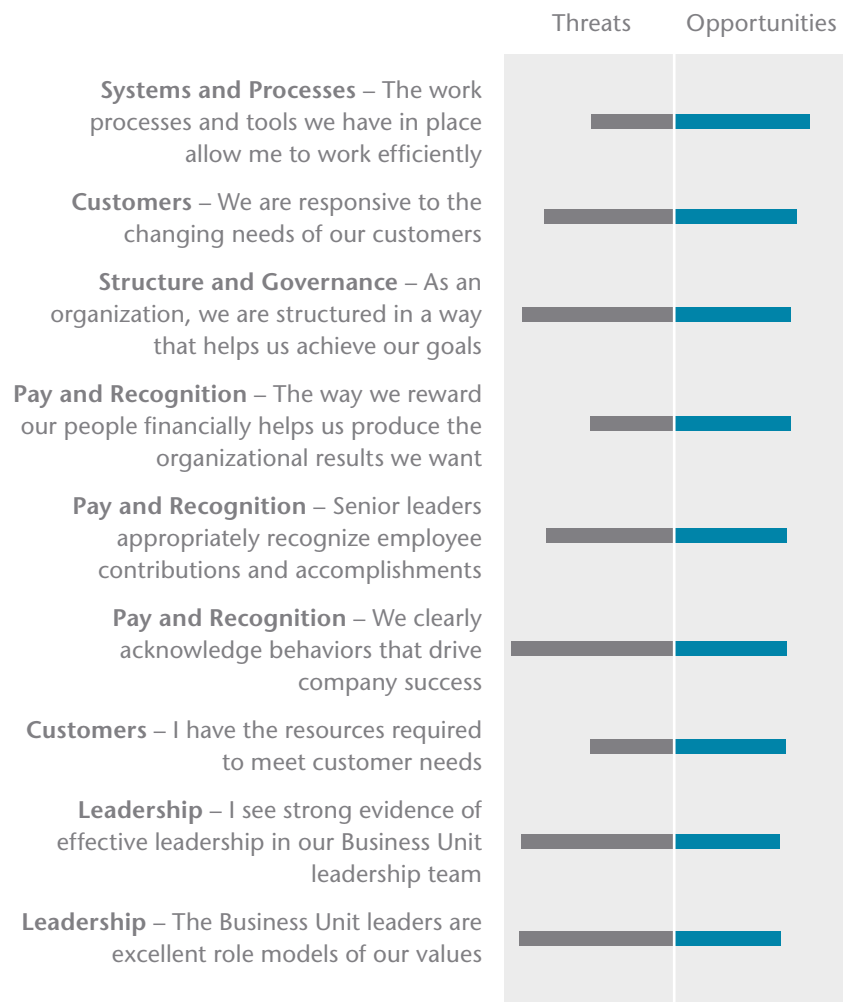 Threats Opportunities
Systems and Processes – The work
processes and tools we have in place
allow me to work efficiently
Customers – We are responsive to the
changing needs of our customers
Structure and Governance – As an
organization, we are structured in a way
that helps us achieve our goals
Pay and Recognition – The way we reward
our people financially helps us produce the
organizational results we want
Pay and Recognition – Senior leaders
appropriately recognize employee
contributions and accomplishments
Pay and Recognition – We clearly
acknowledge behaviors that drive
company success
Customers – I have the resources required
to meet customer needs
Leadership – I see strong evidence of
effective leadership in our Business Unit
leadership team
Leadership – The Business Unit leaders are
excellent role models of our values